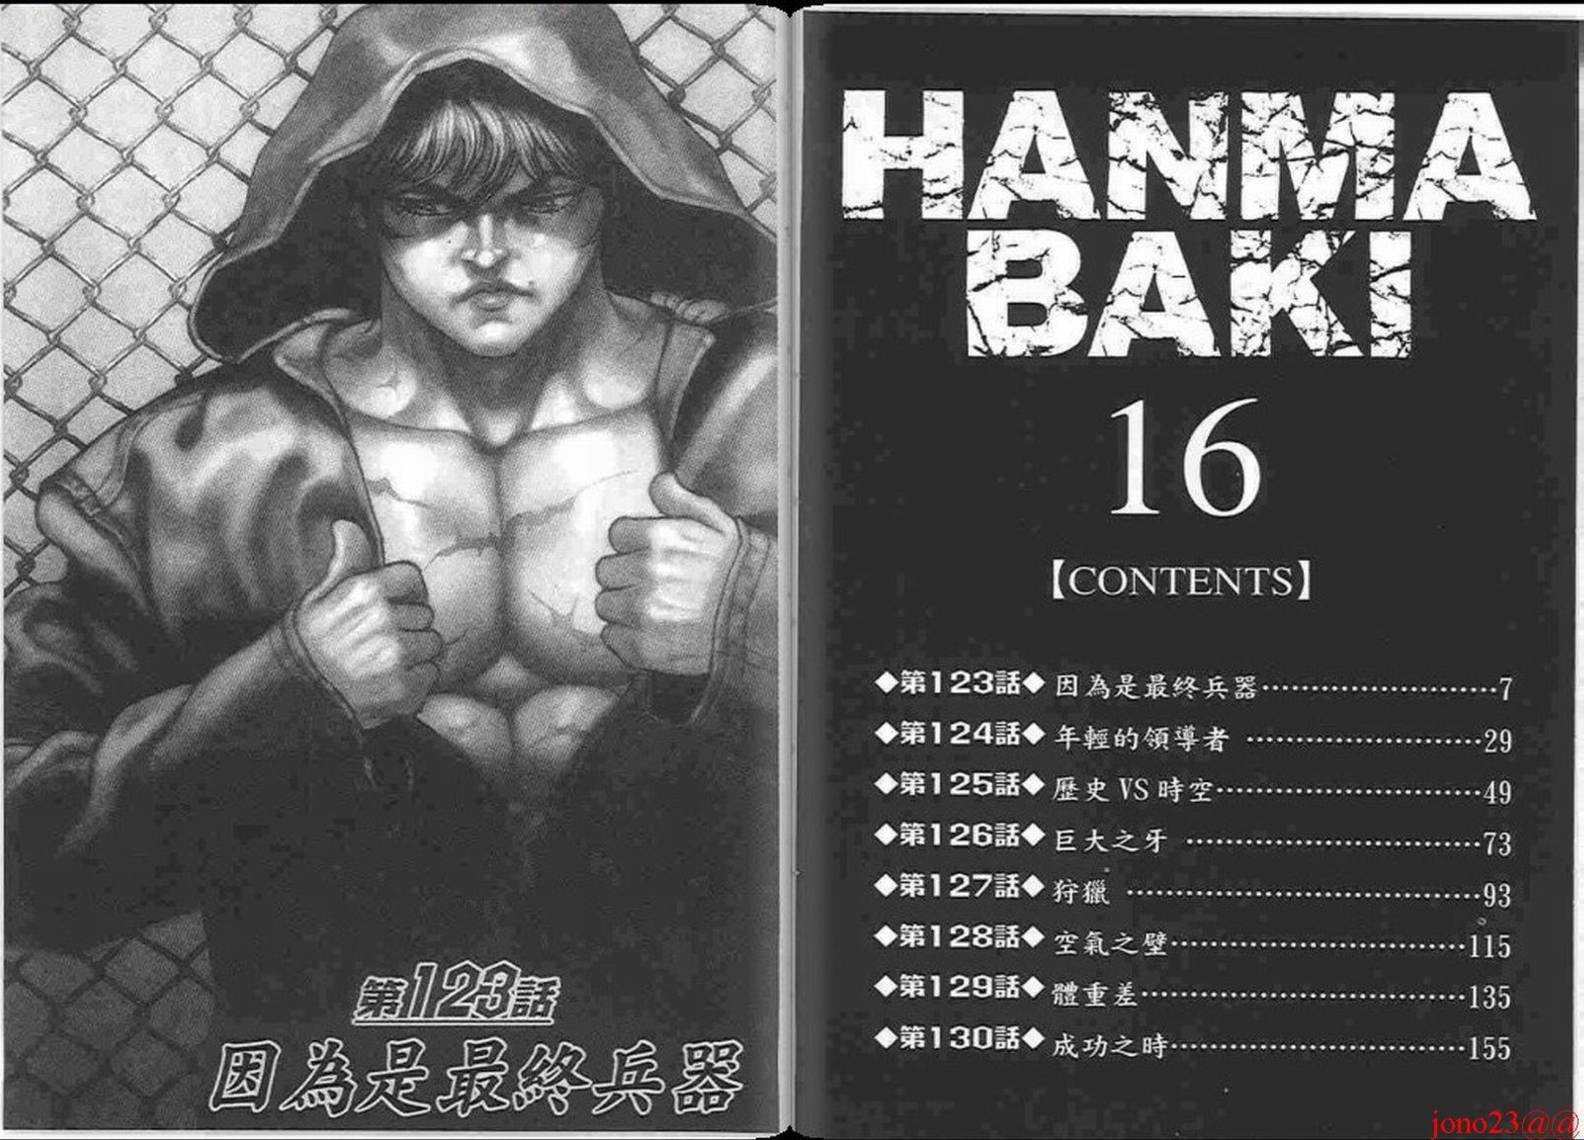 第123話
因為是最終兵器
HANMA
BAKI
16
【CONTENTS】
◆第123話◆ 因為是最終兵器························7
◆第124話◆ 年輕的領導者 ························29
◆第125話◆ 歷史 VS 時空···························49
◆第126話◆ 巨大之牙 ······························73
◆第127話◆ 狩獵 ····································93
◆第128話◆ 空氣之壁······························115
◆第129話◆ 體重差·································135
◆第130話◆ 成功之時······························155
jono23@@